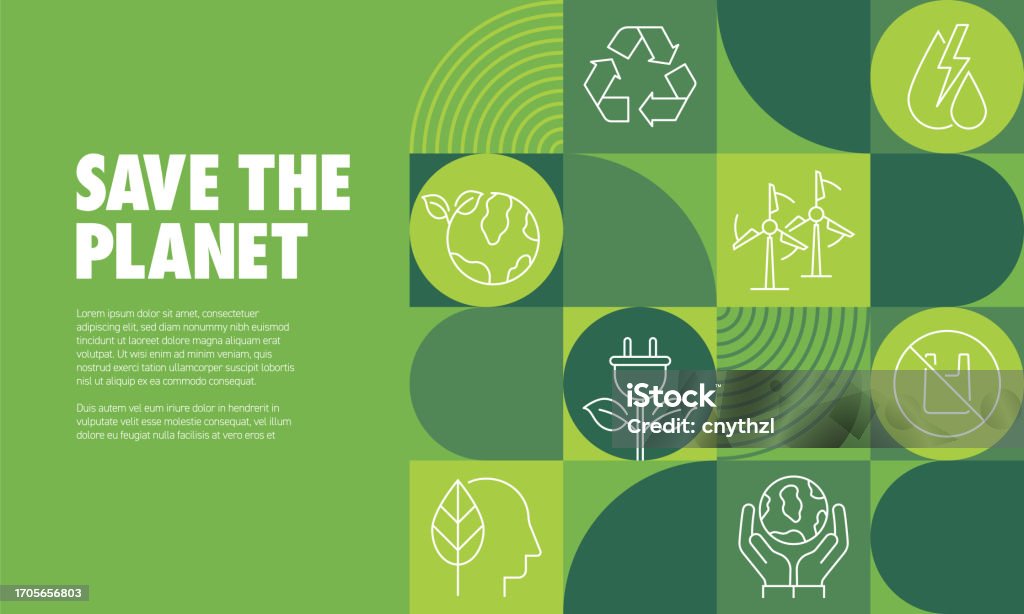 SAVE THE
PLANET
Lorem ipsum dolor sit amet, consectetuer
adipiscing elit, sed diam nonummy nibh euismod
tincidunt ut laoreet dolore magna aliquam erat
volutpat. Ut wisi enim ad minim veniam, quis
nostrud exerci tation ullamcorper suscipit lobortis
nisl ut aliquip ex ea commodo consequat.
Duis autem vel eum iriure dolor in hendrerit in
vulputate velit esse molestie consequat, vel illum
dolore eu feugiat nulla facilisis at vero eros et
iStock™
Credit: cnythzl
1705656803